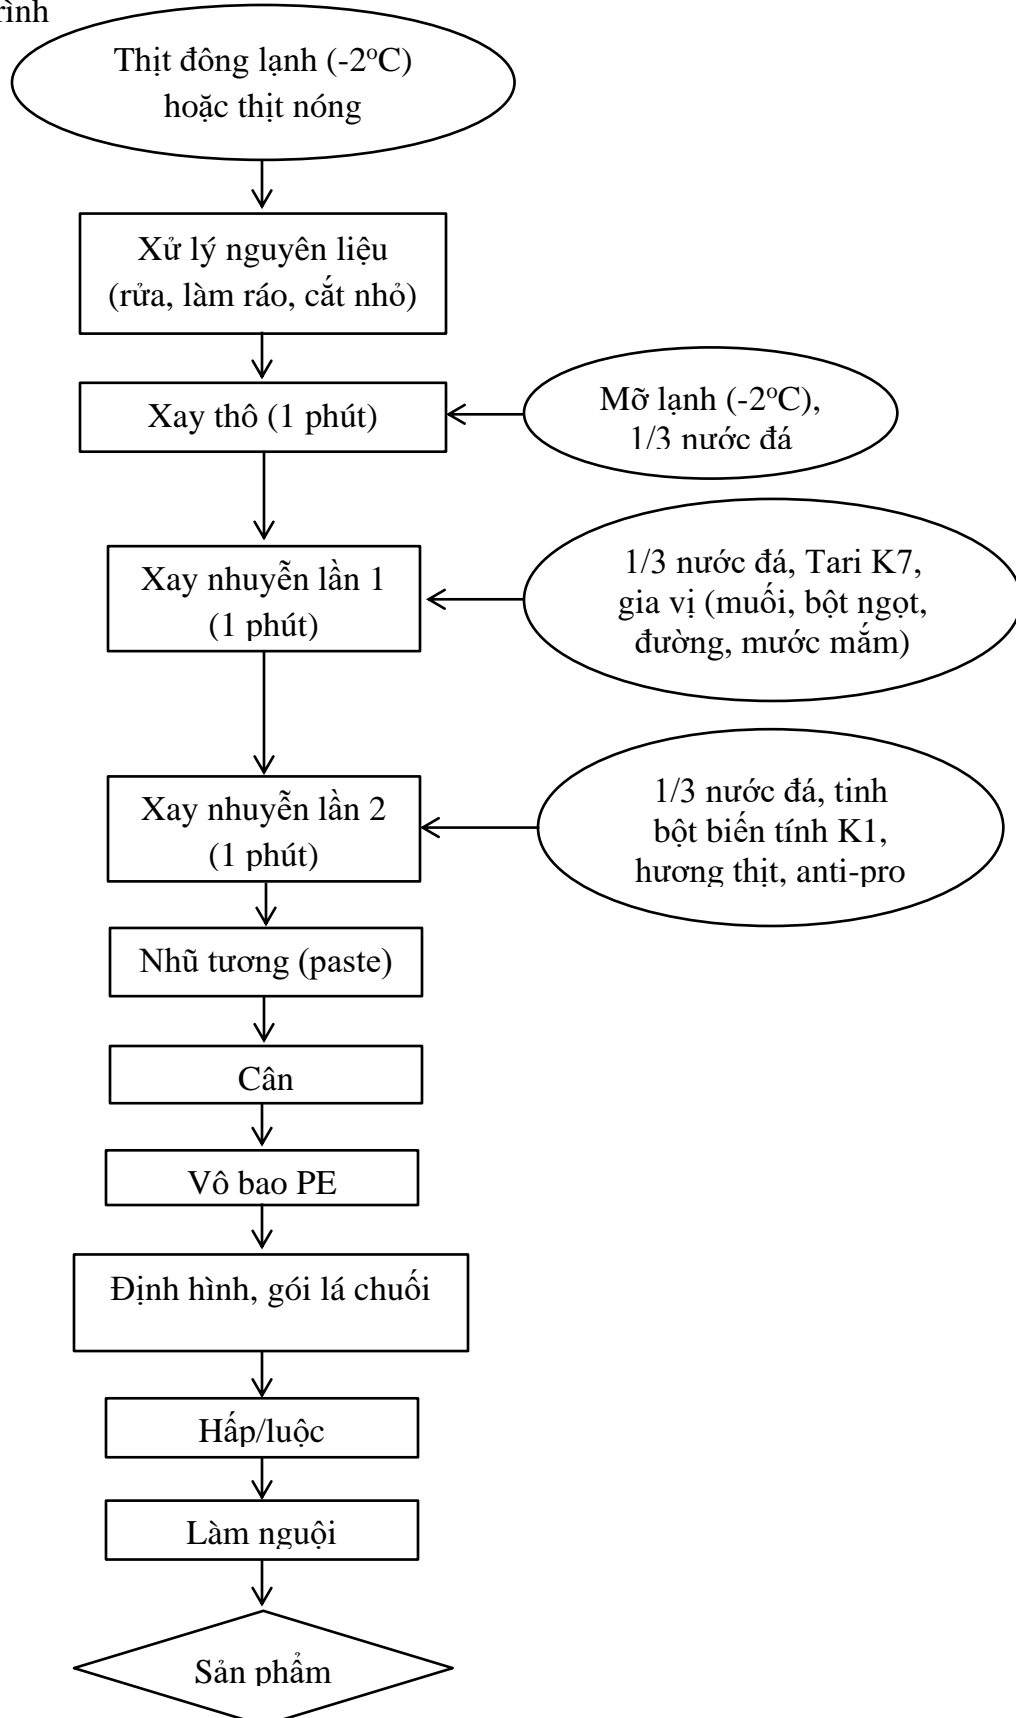 rình
Thịt đông lạnh (-2°C)
hoặc thịt nóng
Xử lý nguyên liệu
(rửa, làm ráo, cắt nhỏ)
Xay thô (1 phút)
Mỡ lạnh (-2°C),
1/3 nước đá
Xay nhuyễn lần 1
(1 phút)
1/3 nước đá, Tari K7,
gia vị (muối, bột ngọt,
đường, mước mắm)
Xay nhuyễn lần 2
(1 phút)
1/3 nước đá, tinh
bột biến tính K1,
hương thịt, anti-pro
Nhũ tương (paste)
Cân
Vô bao PE
Định hình, gói lá chuối
Hấp/luộc
Làm nguội
Sản phẩm